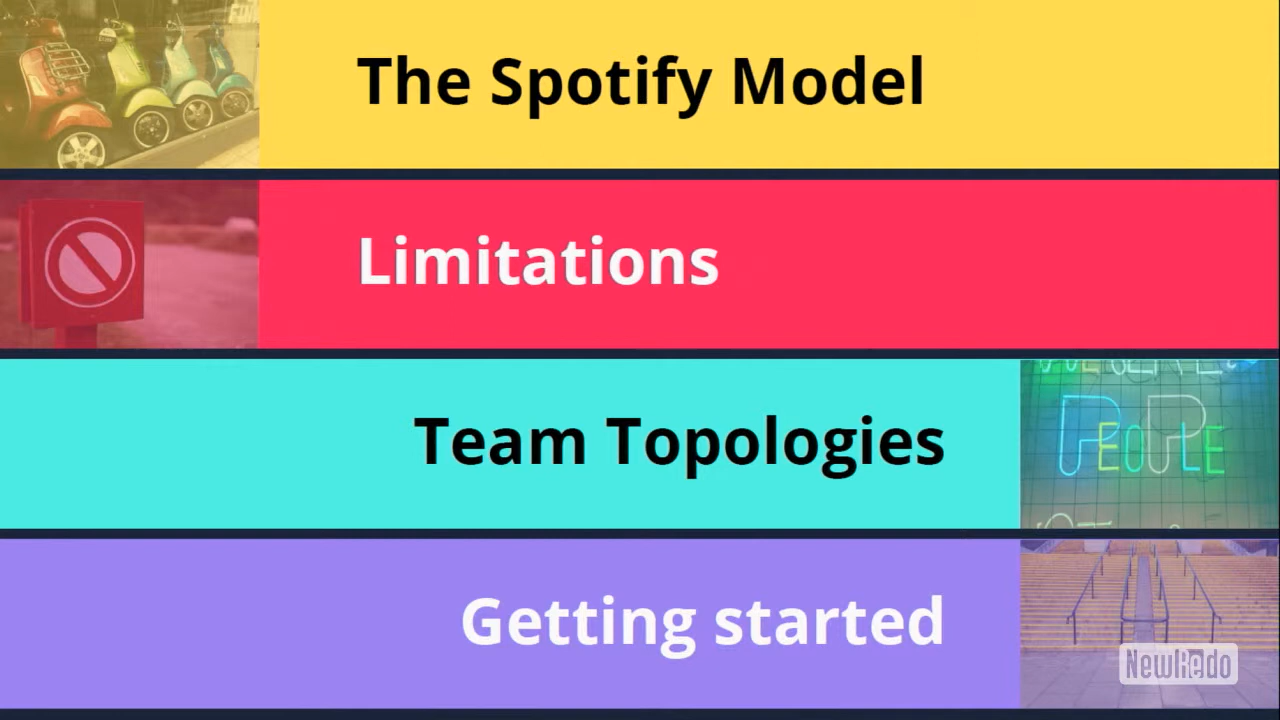 The Spotify Model
Limitations
Team Topologies
PEOPLE
Getting started
NewRedo